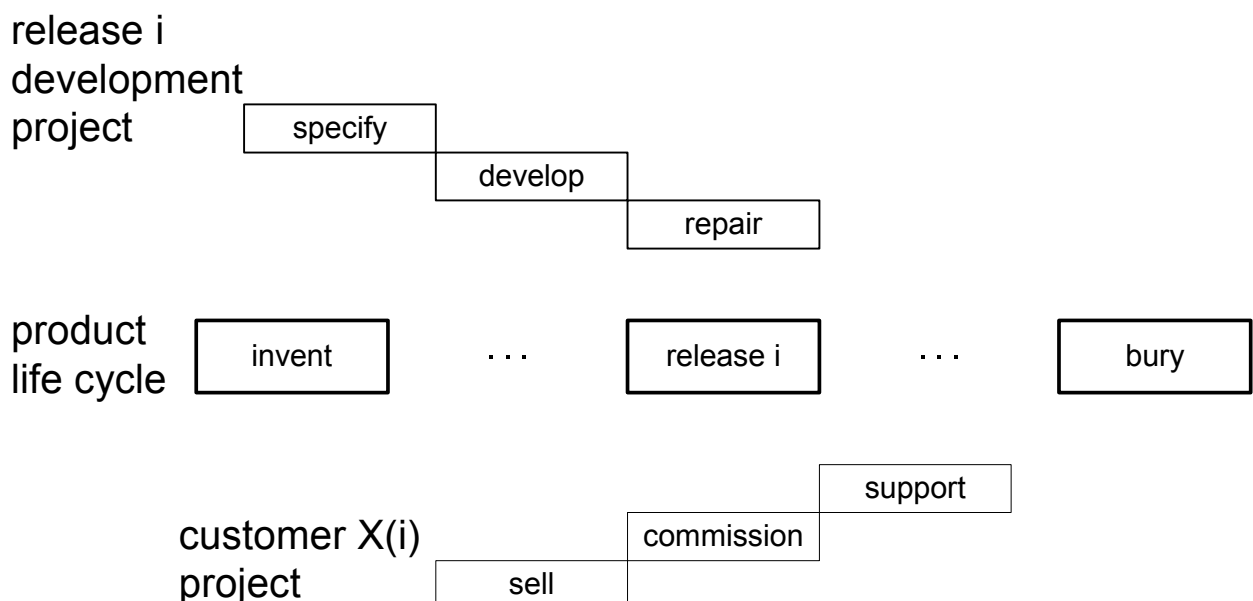 release i
development
project
specify
develop
repair
product
life cycle
invent
. . .
release i
. . .
bury
support
customer X(i)
project
commission
sell